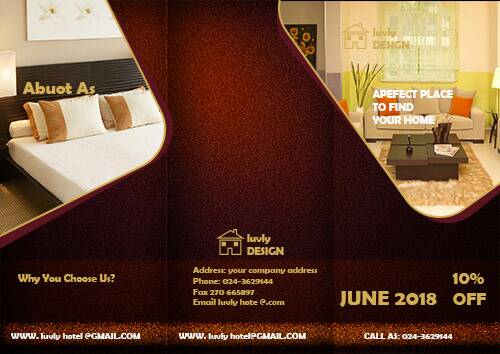 Abuot As
Why You Choose Us?
WWW. luvly hotel @GMAIL.COM
luvly
DESIGN
Address: your company address
Phone: 024-3629144
Fax 270 665897
Email luvly hote @.com
WWW. luvly hotel @GMAIL.COM
luvly
DESIGN
APEFECT PLACE
TO FIND
YOUR HOME
10%
JUNE 2018 OFF
CALL AS: 024-3629144